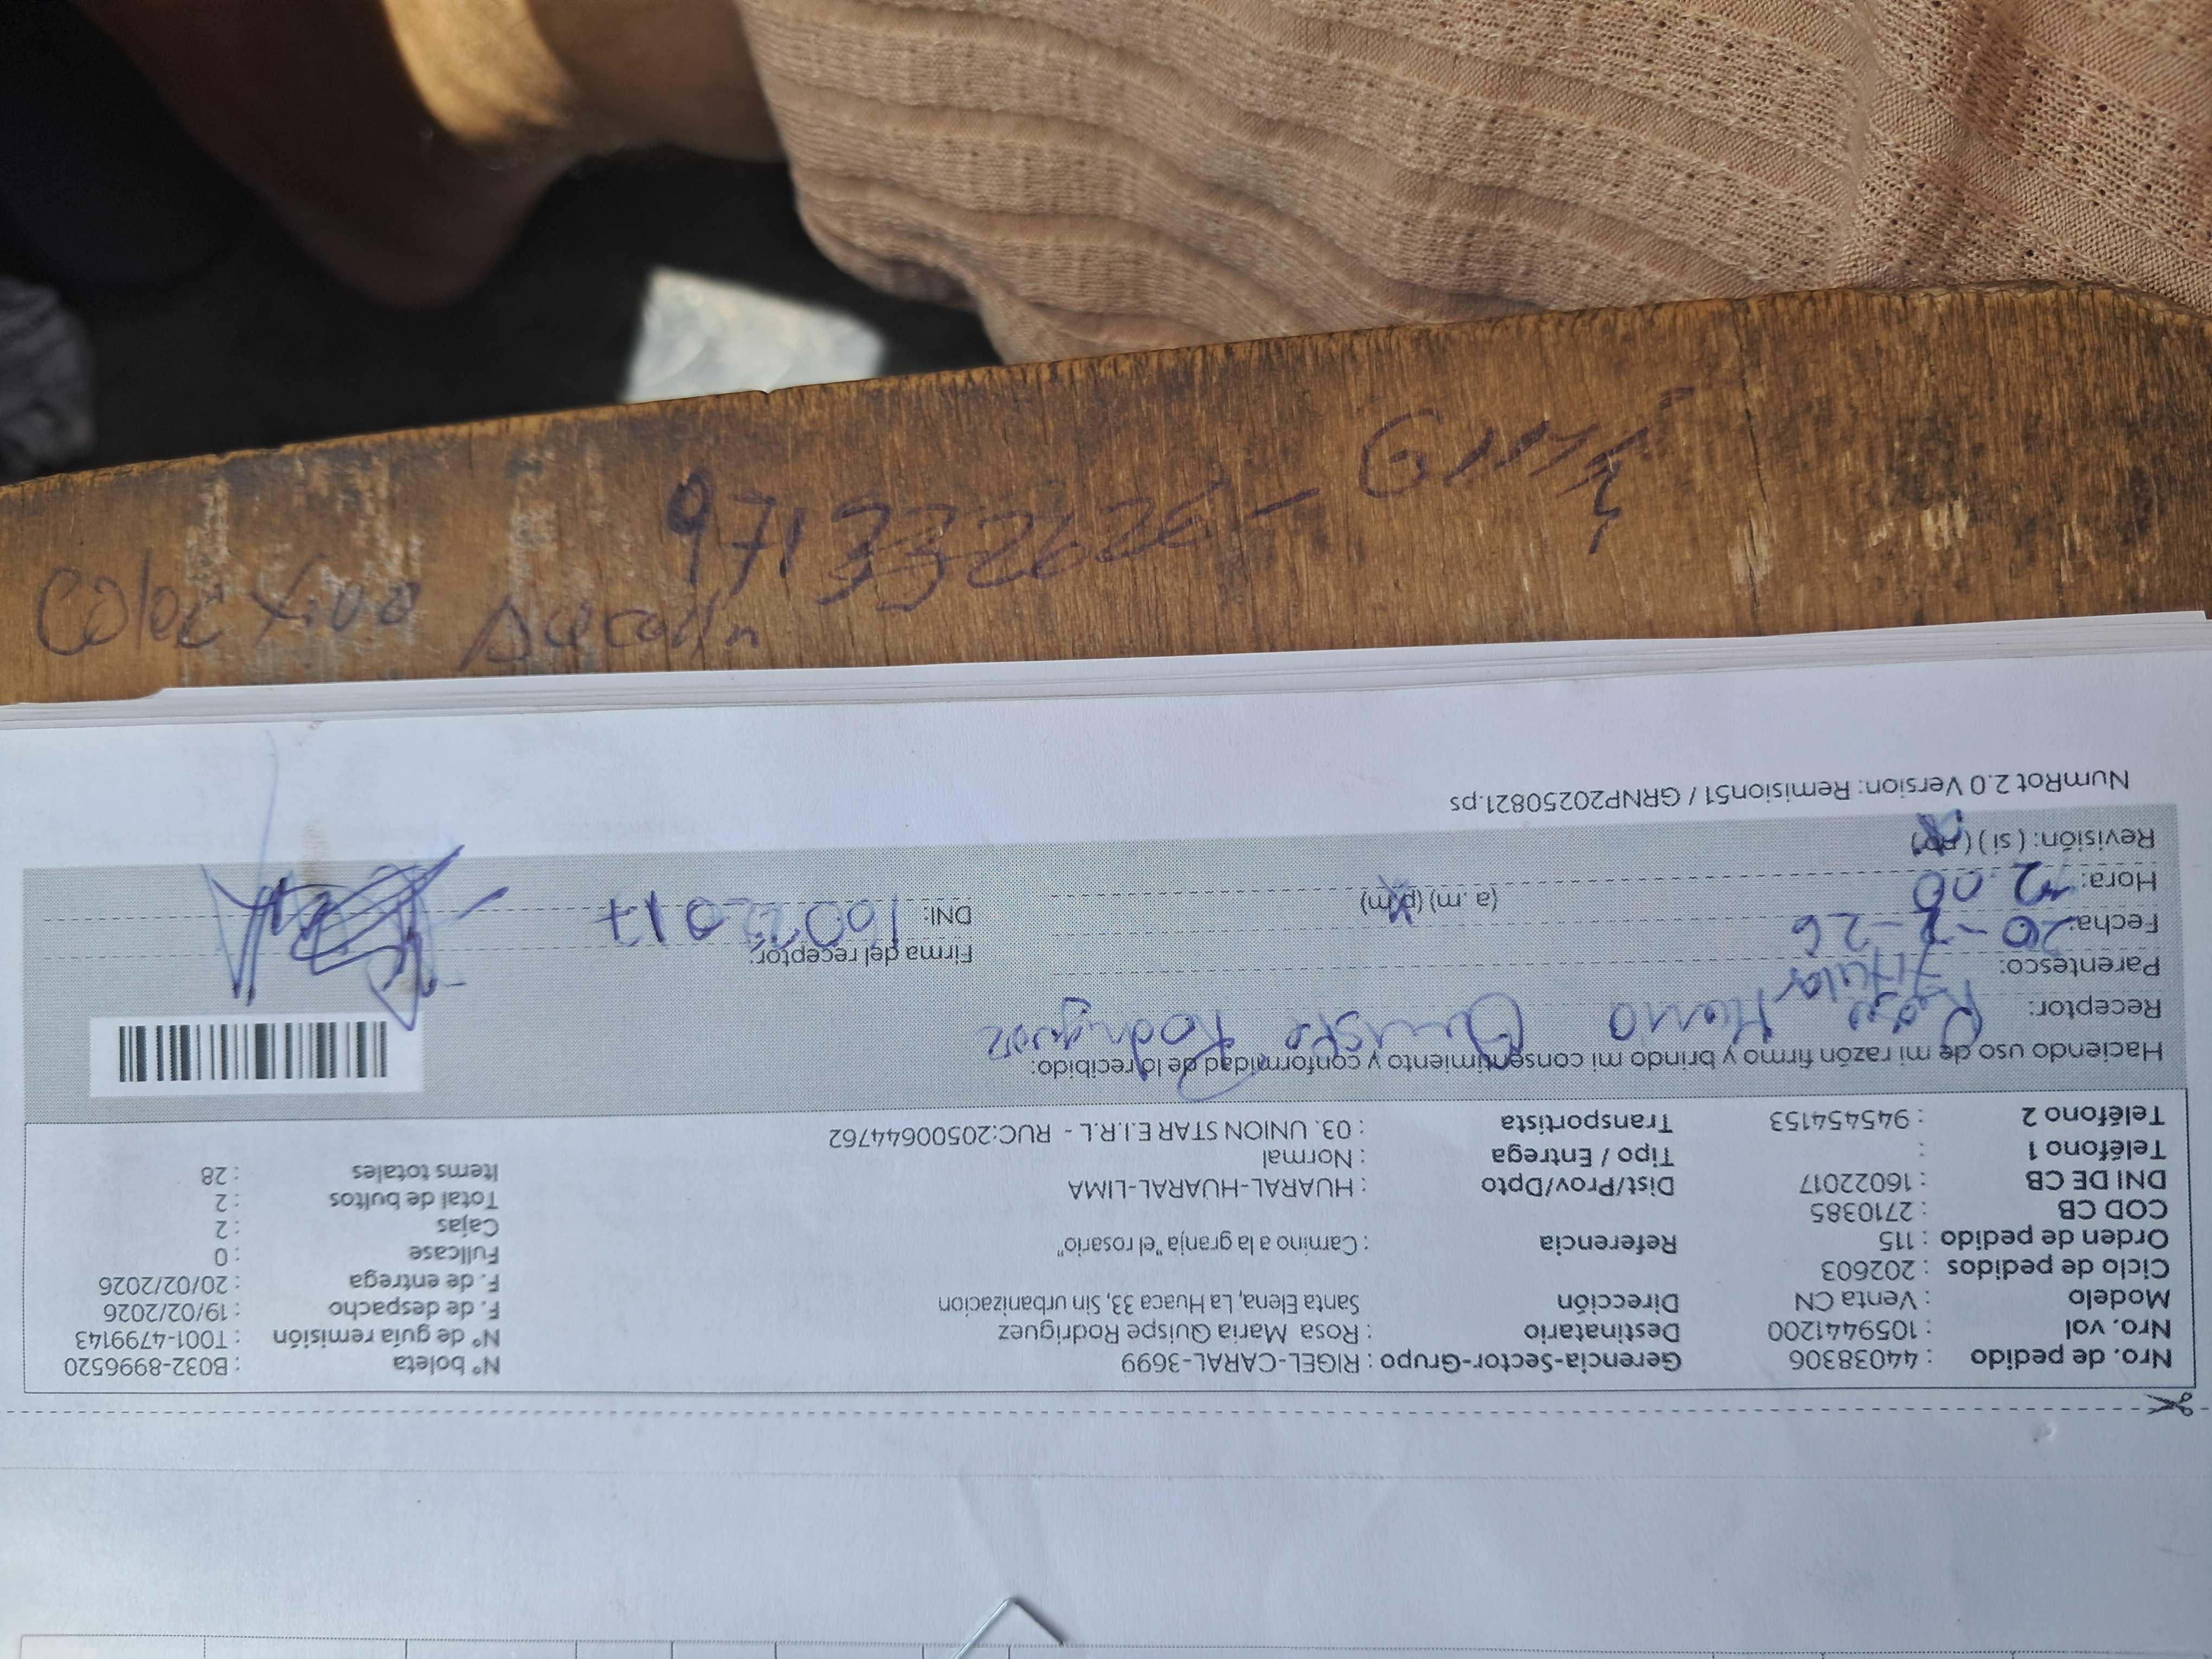 Nro. de pedido : 44038306 Gerencia-Sector-Grupo : RIGEL-CARAL-3699 N° boleta : B032-8996520
Nro. vol : 1059441200 Destinatario : Rosa Maria Quispe Rodriguez N° de guía remisión : T001-4799143
Modelo : Venta CN Dirección Santa Elena, La Huaca 33, Sin urbanizacion F. de despacho : 19/02/2026
Ciclo de pedidos : 202603 F. de entrega : 20/02/2026
Orden de pedido : 115 Referencia : Camino a la granja "el rosario" Fullcase : 0
COD CB : 2710385 Cajas : 2
DNI DE CB : 16022017 Dist/Prov/Dpto : HUARAL-HUARAL-LIMA Total de bultos : 2
Teléfono 1 : Tipo / Entrega : Normal Items totales : 28
Teléfono 2 : 945454153 Transportista : 03. UNION STAR E.I.R.L - RUC:20500644762
Haciendo uso de mi razón firmo y brindo mi consentimiento y conformidad de lo recibido:
Receptor: Rosa Maria Quispe Rodriguez
Parentesco: Titular Firma del receptor:
Fecha: 20-2-26 DNI: 16022017
Hora: 12.00 (a.m) (p.m)
Revisión: (si) (no)
NumRot 2.0 Version: Remision51 / GRNP20250821.ps
971332626 -